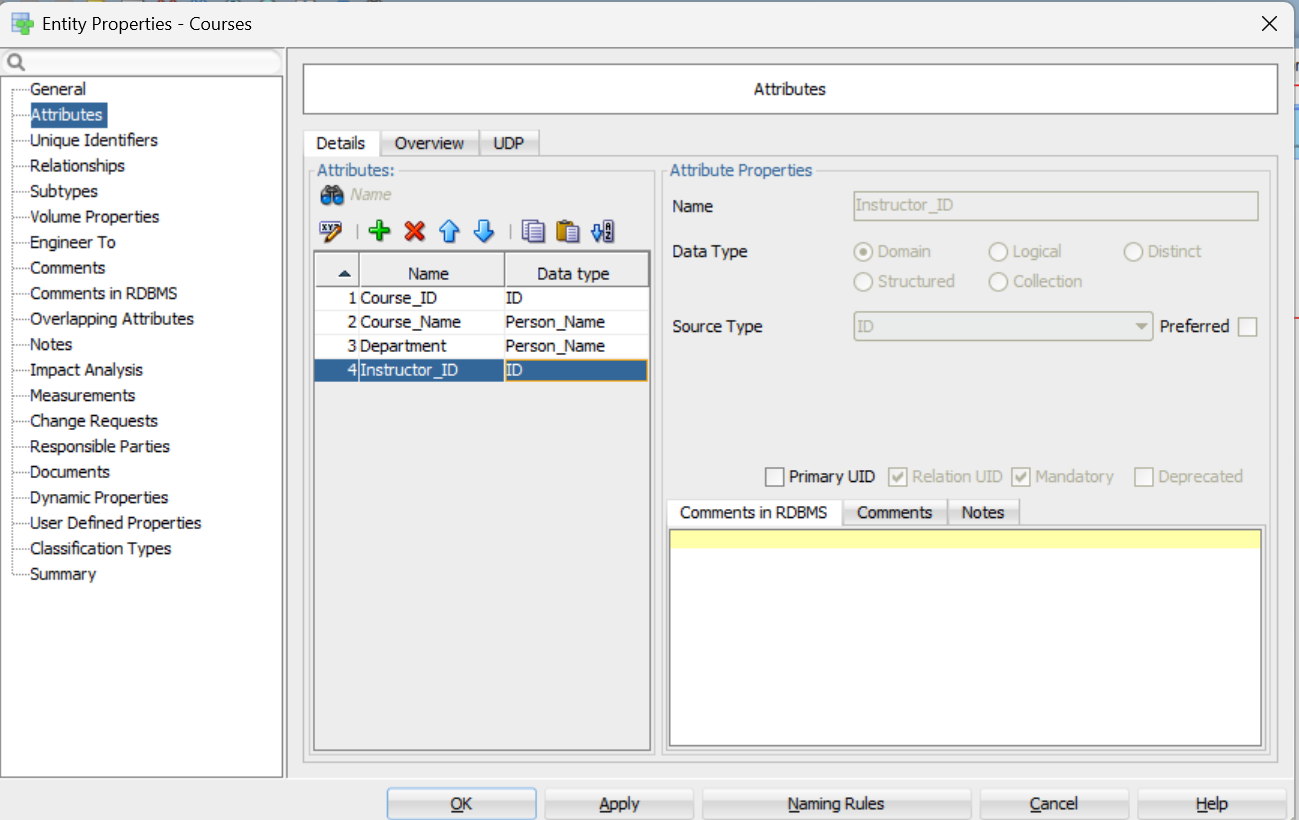 Entity Properties - Courses
General
Attributes
Unique Identifiers
Relationships
Subtypes
Volume Properties
Engineer To
Comments
Comments in RDBMS
Overlapping Attributes
Notes
Impact Analysis
Measurements
Change Requests
Responsible Parties
Documents
Dynamic Properties
User Defined Properties
Classification Types
Summary
Attributes
Details Overview UDP
Attributes:
Name
Name Data type
1 Course_ID ID
2 Course_Name Person_Name
3 Department Person_Name
4 Instructor_ID ID
Attribute Properties
Name Instructor_ID
Data Type Domain Logical Distinct
Structured Collection
Source Type ID Preferred
Primary UID Relation UID Mandatory Deprecated
Comments in RDBMS Comments Notes
OK Apply Naming Rules Cancel Help